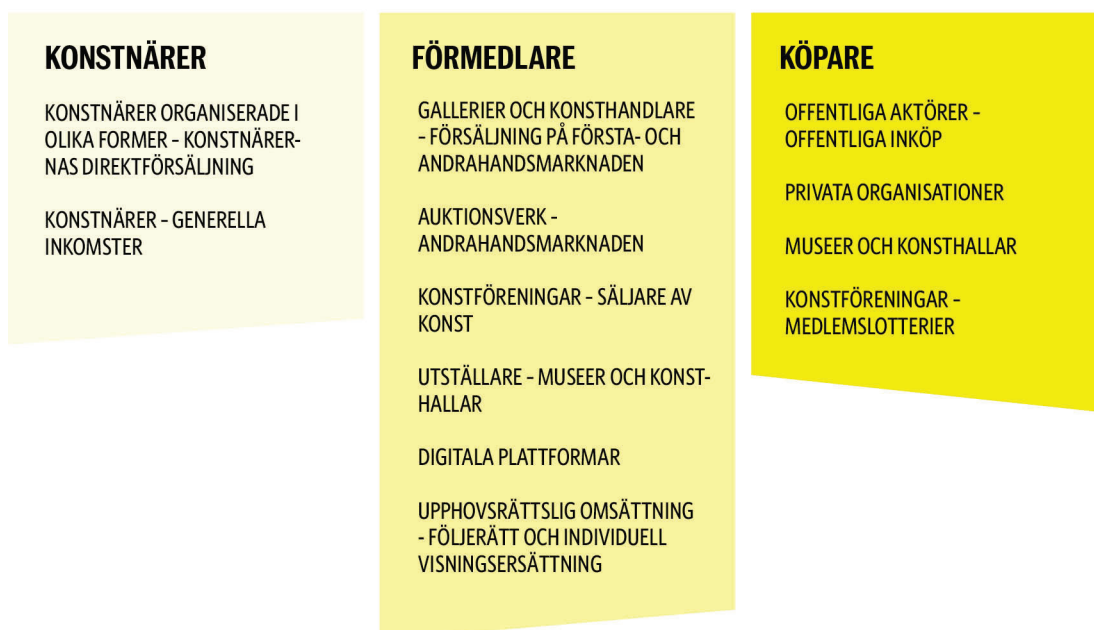 KONSTNÄRER
KONSTNÄRER ORGANISERADE I
OLIKA FORMER – KONSTNÄRER-
NAS DIREKTFÖRSÄLJNING
KONSTNÄRER – GENERELLA
INKOMSTER
FÖRMEDLARE
GALLERIER OCH KONSTHANDLARE
– FÖRSÄLJNING PÅ FÖRSTA- OCH
ANDRAHANDSMARKNADEN
AUKTIONSVERK -
ANDRAHANDSMARKNADEN
KONSTFÖRENINGAR – SÄLJARE AV
KONST
UTSTÄLLARE – MUSEER OCH KONST-
HALLAR
DIGITALA PLATTFORMAR
UPPHOVSRÄTTSLIG OMSÄTTNING
- FÖLJERÄTT OCH INDIVIDUELL
VISNINGSERSÄTTNING
KÖPARE
OFFENTLIGA AKTÖRER –
OFFENTLIGA INKÖP
PRIVATA ORGANISATIONER
MUSEER OCH KONSTHALLAR
KONSTFÖRENINGAR –
MEDLEMSLOTTERIER